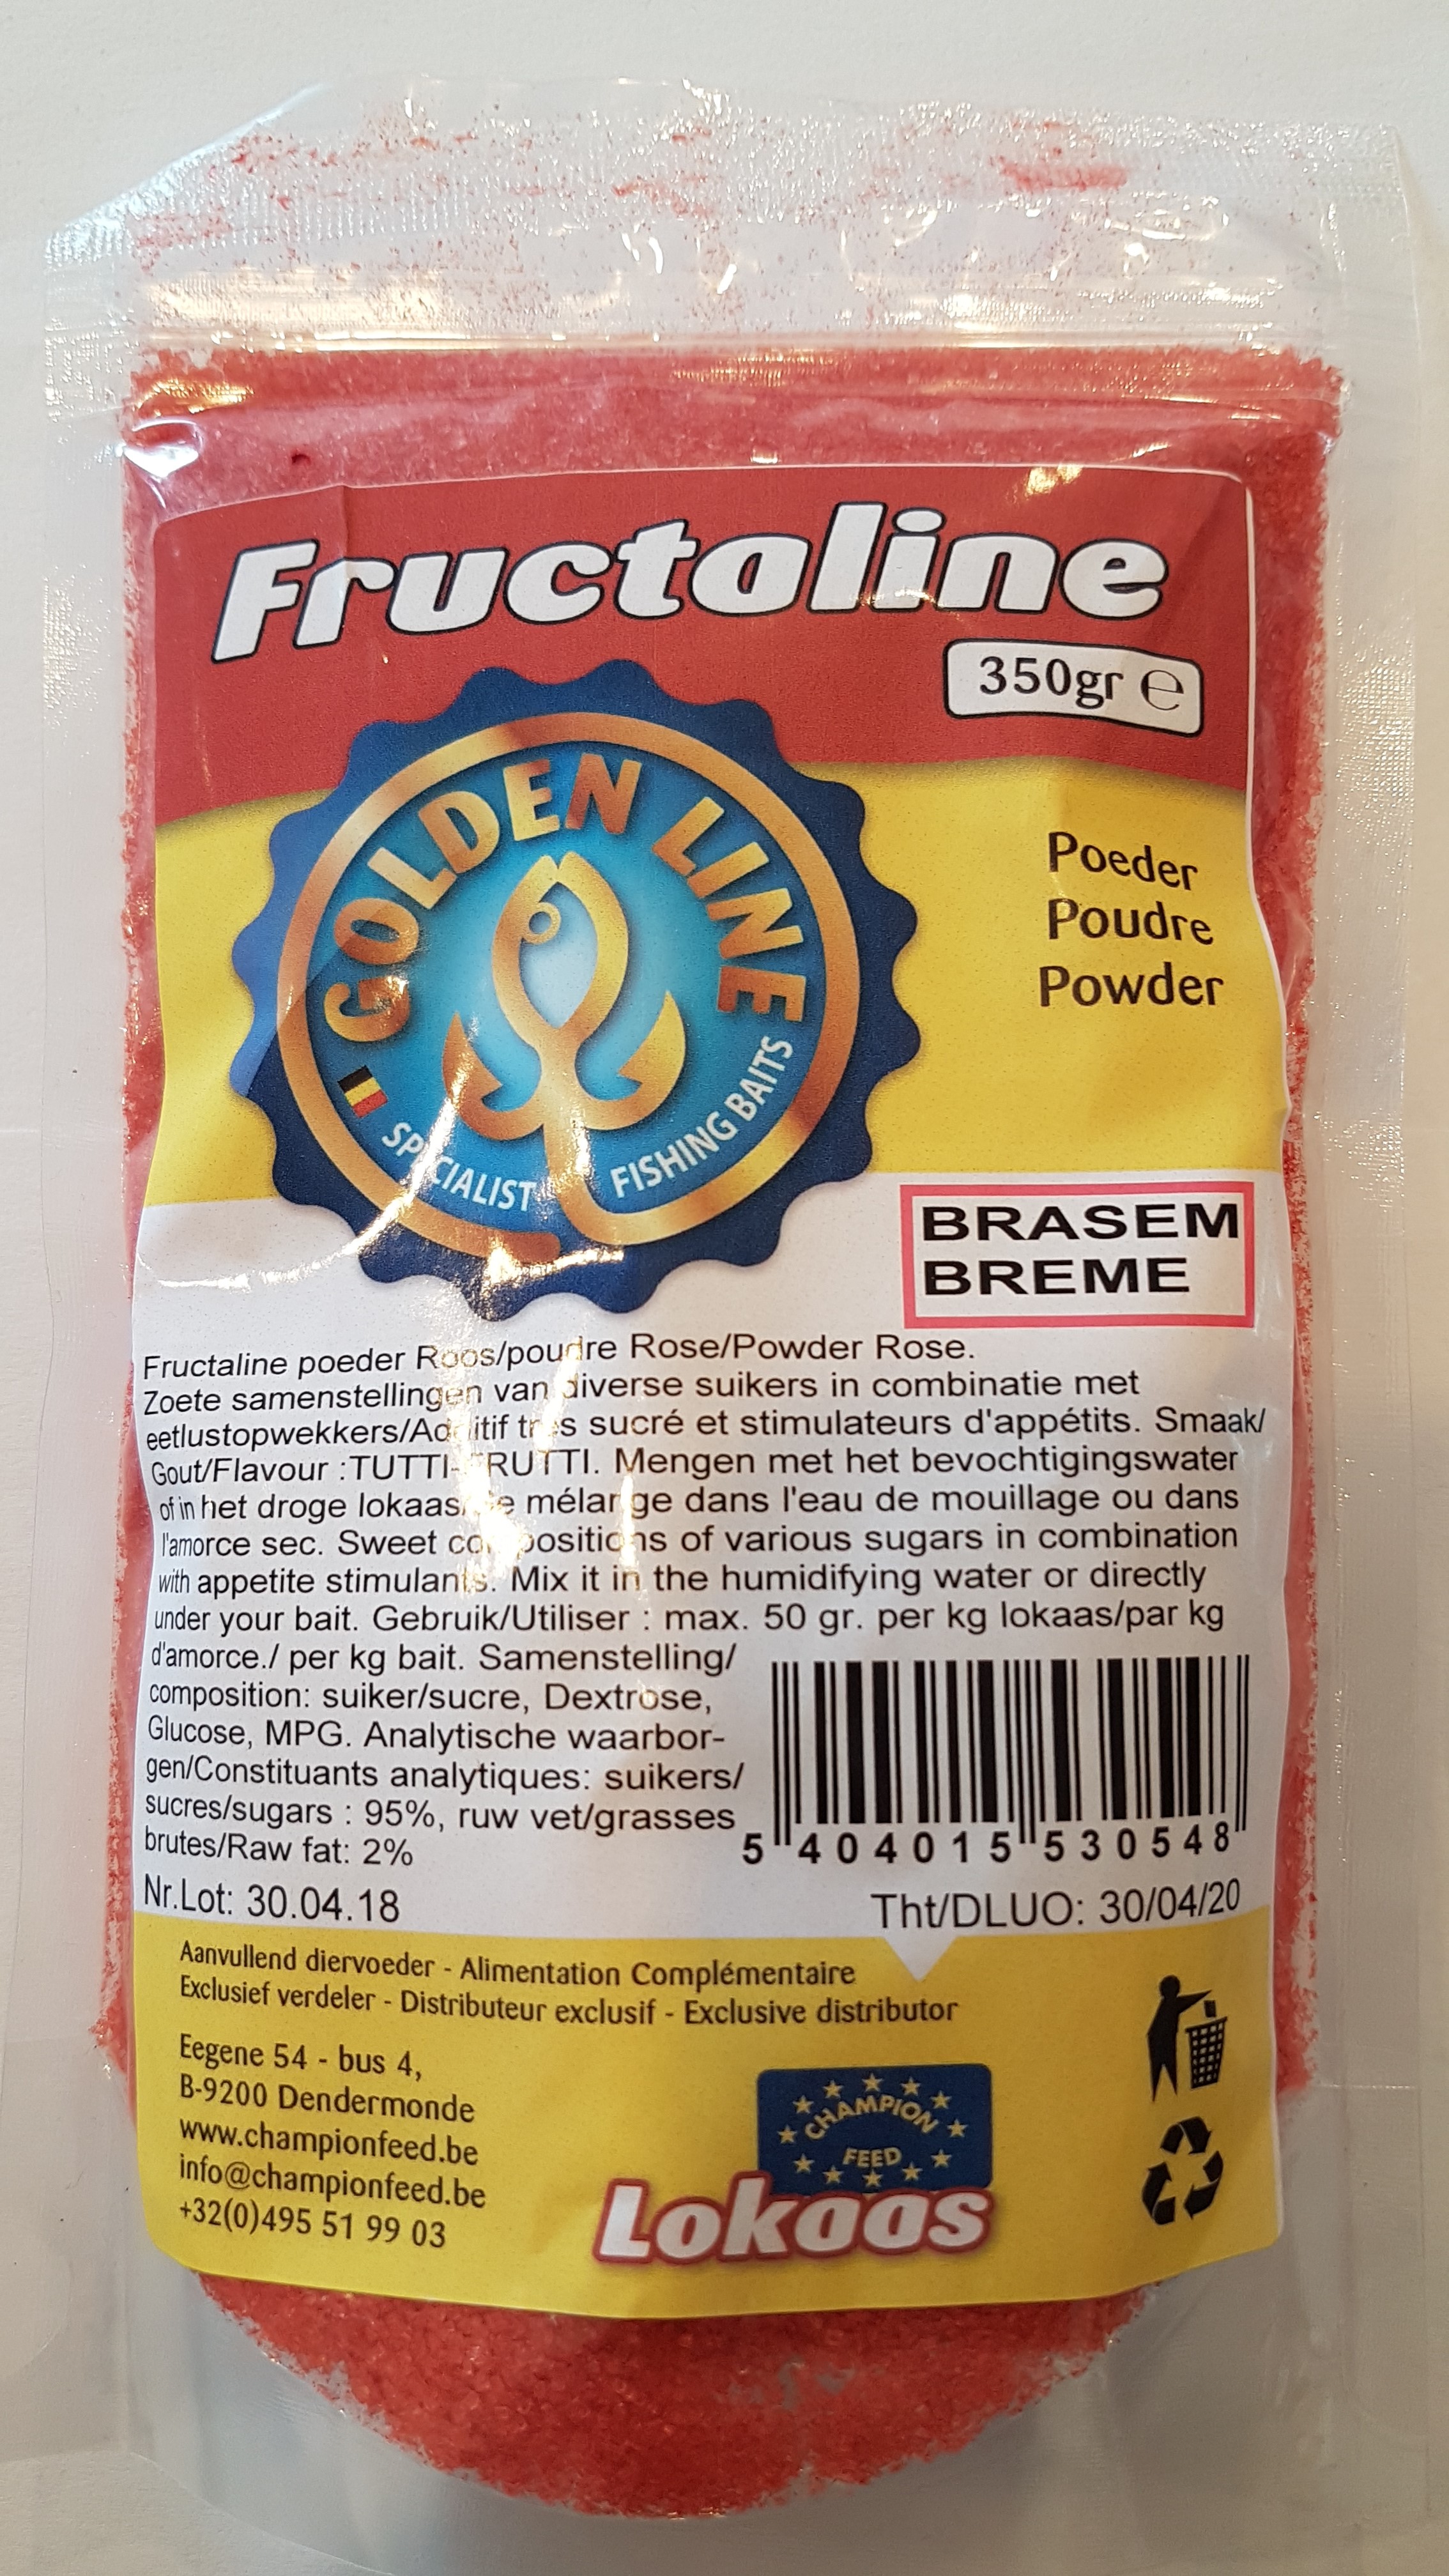 Fructaline
350gr ℮
GOLDEN LINE
SPECIALIST FISHING BAITS
Poeder
Poudre
Powder
BRASEM
BREME
Fructaline poeder Roos/poudre Rose/Powder Rose.
Zoete samenstellingen van diverse suikers in combinatie met
eetlustopwekkers/Additif très sucré et stimulateurs d'appétits. Smaak/
Gout/Flavour :TUTTI-FRUTTI. Mengen met het bevochtigingswater
of in het droge lokaas. mélange dans l'eau de mouillage ou dans
l'amorce sec. Sweet compositions of various sugars in combination
with appetite stimulants. Mix it in the humidifying water or directly
under your bait. Gebruik/Utiliser : max. 50 gr. per kg lokaas/par kg
d'amorce./ per kg bait. Samenstelling/
composition: suiker/sucre, Dextrose,
Glucose, MPG. Analytische waarbor-
gen/Constituants analytiques: suikers/
sucres/sugars : 95%, ruw vet/grasses
brutes/Raw fat: 2%
5 404015 530548
Nr.Lot: 30.04.18
Tht/DLUO: 30/04/20
Aanvullend diervoeder - Alimentation Complémentaire
Exclusief verdeler - Distributeur exclusif - Exclusive distributor
Eegene 54 - bus 4,
B-9200 Dendermonde
www.championfeed.be
info@championfeed.be
+32(0)495 51 99 03
CHAMPION
FEED
Lokaas